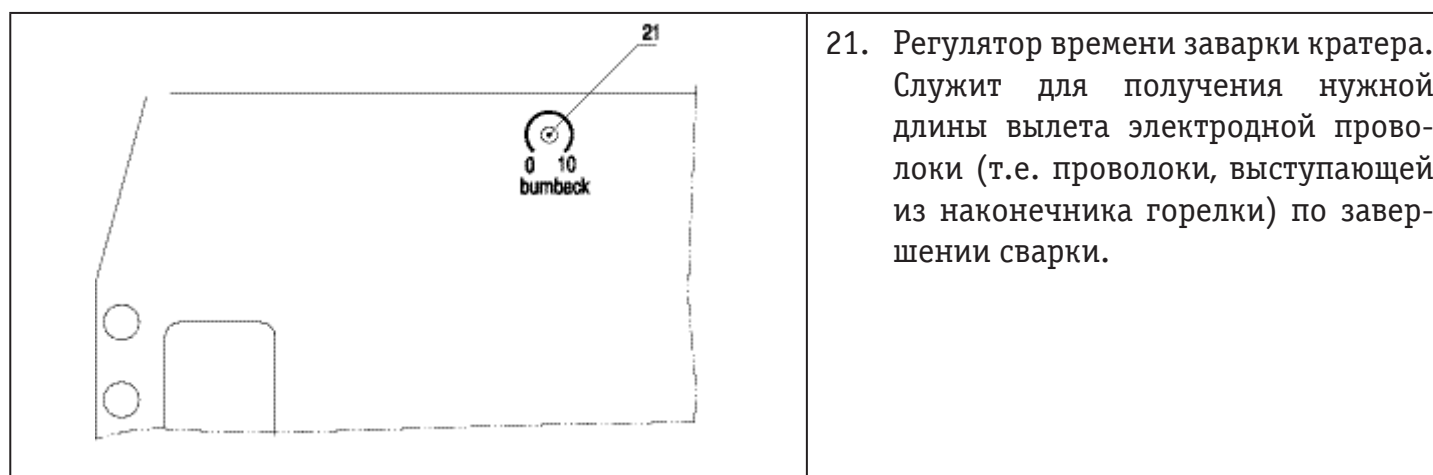 21
0 10
bumback
21. Регулятор времени заварки кратера.
Служит для получения нужной
длины вылета электродной прово-
локи (т.е. проволоки, выступающей
из наконечника горелки) по завер-
шении сварки.